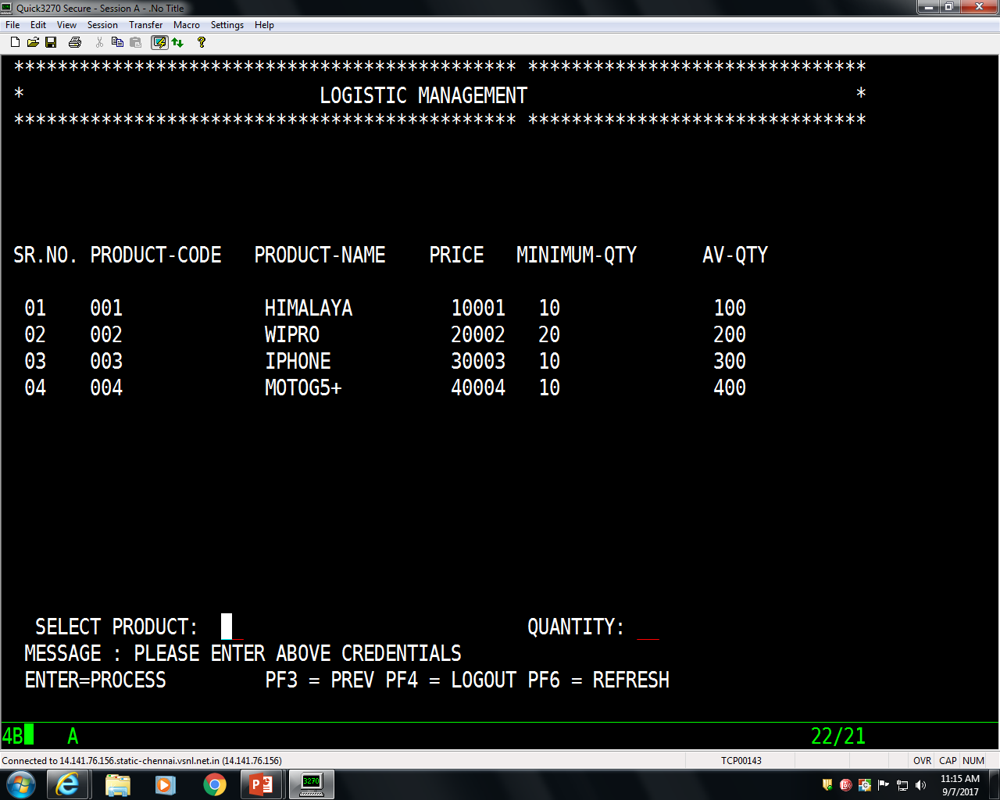 Quick3270 Secure - Session A - .No Title
File Edit View Session Transfer Macro Settings Help
********************************************** *******************************
* LOGISTIC MANAGEMENT *
********************************************** *******************************
SR.NO. PRODUCT-CODE PRODUCT-NAME PRICE MINIMUM-QTY AV-QTY
01 001 HIMALAYA 10001 10 100
02 002 WIPRO 20002 20 200
03 003 IPHONE 30003 10 300
04 004 MOTOG5+ 40004 10 400
SELECT PRODUCT: __ QUANTITY: __
MESSAGE : PLEASE ENTER ABOVE CREDENTIALS
ENTER=PROCESS PF3 = PREV PF4 = LOGOUT PF6 = REFRESH
4B A 22/21
Connected to 14.141.76.156.static-chennai.vsnl.net.in (14.141.76.156) TCP00143 OVR CAP NUM
3270
11:15 AM
9/7/2017